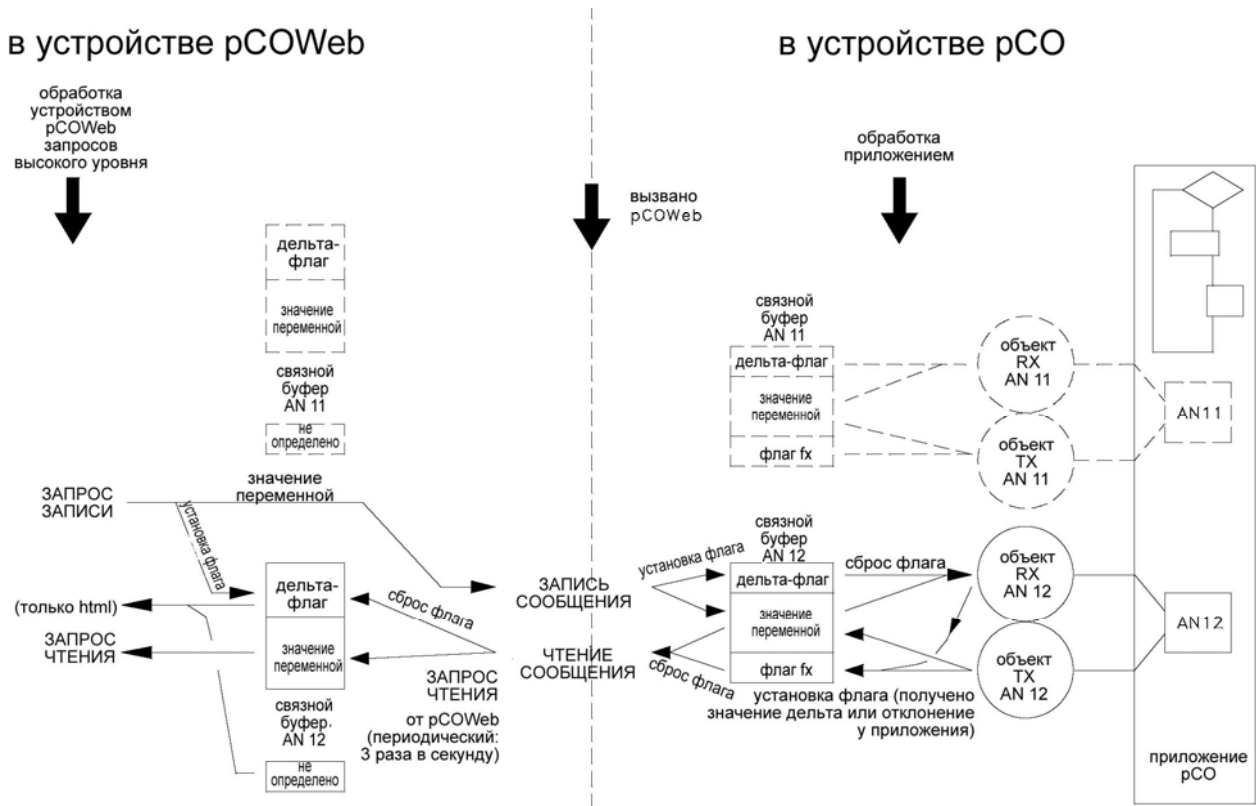 в устройстве pCOWeb
в устройстве pCO
обработка
устройством
pCOWeb
запросов
высокого уровня
вызвано
pCOWeb
обработка
приложением
дельта-
флаг
значение
переменной
связной
буфер
AN 11
не
определено
связной
буфер
AN 11
дельта-флаг
значение
переменной
флаг fx
объект
RX
AN 11
объект
TX
AN 11
AN11
ЗАПРОС
ЗАПИСИ
значение
переменной
установка флага
дельта-
флаг
значение
переменной
связной
буфер.
AN 12
не
определено
(только html)
ЗАПРОС
ЧТЕНИЯ
сброс флага
ЗАПРОС
ЧТЕНИЯ
от pCOWeb
(периодический:
3 раза в секунду)
ЗАПИСЬ
СООБЩЕНИЯ
ЧТЕНИЕ
СООБЩЕНИЯ
установка флага
сброс флага
связной
буфер
AN 12
дельта-флаг
значение
переменной
флаг fx
сброс флага
установка флага (получено
значение дельта или отклонение
у приложения)
объект
RX
AN 12
объект
TX
AN 12
AN12
приложение
pCO